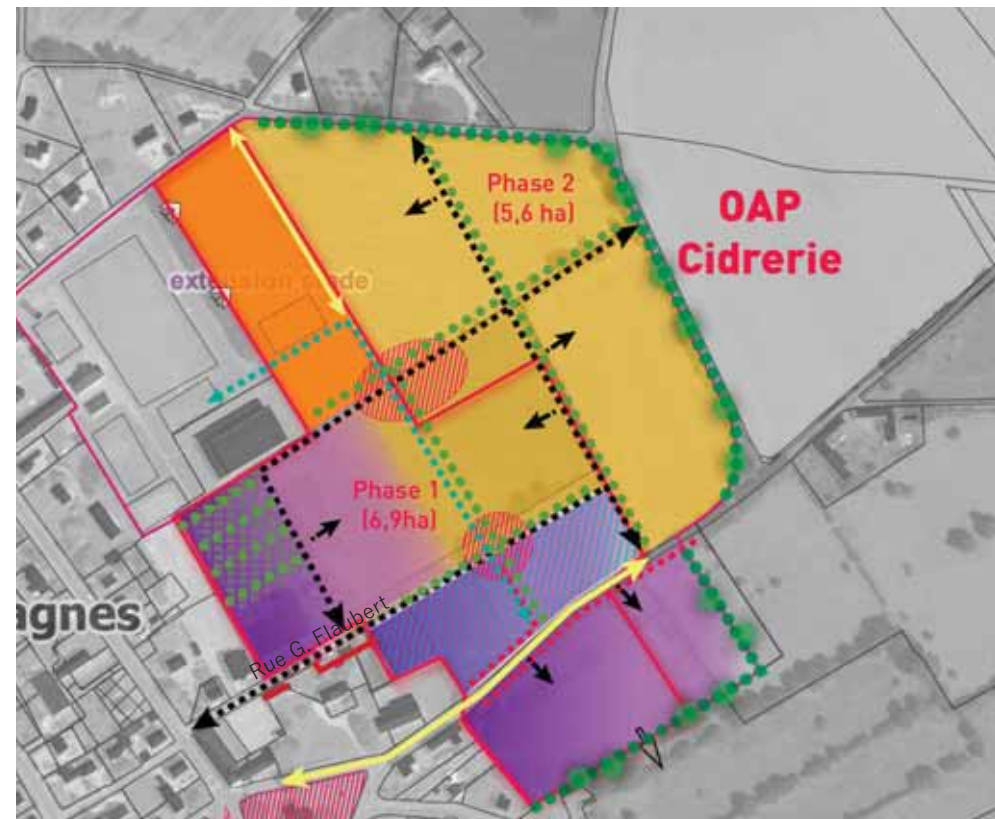 Phase 2
(5,6 ha)
OAP
Cidrerie
extension stade
Phase 1
(6,9ha)
agnes
Rue G. Flaubert